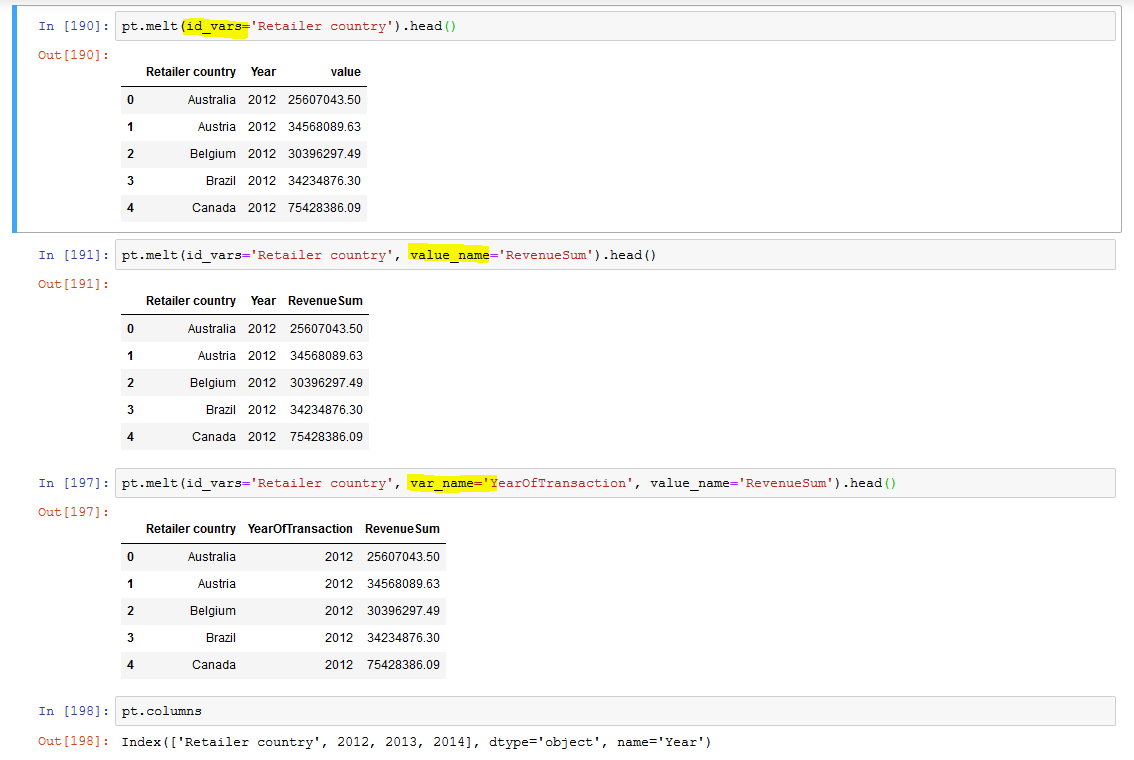 In [190]: pt.melt(id_vars='Retailer country').head()
Out[190]:
Retailer country Year value
0 Australia 2012 25607043.50
1 Austria 2012 34568089.63
2 Belgium 2012 30396297.49
3 Brazil 2012 34234876.30
4 Canada 2012 75428386.09
In [191]: pt.melt(id_vars='Retailer country', value_name='RevenueSum').head()
Out[191]:
Retailer country Year RevenueSum
0 Australia 2012 25607043.50
1 Austria 2012 34568089.63
2 Belgium 2012 30396297.49
3 Brazil 2012 34234876.30
4 Canada 2012 75428386.09
In [197]: pt.melt(id_vars='Retailer country', var_name='YearOfTransaction', value_name='RevenueSum').head()
Out[197]:
Retailer country YearOfTransaction RevenueSum
0 Australia 2012 25607043.50
1 Austria 2012 34568089.63
2 Belgium 2012 30396297.49
3 Brazil 2012 34234876.30
4 Canada 2012 75428386.09
In [198]: pt.columns
Out[198]: Index(['Retailer country', 2012, 2013, 2014], dtype='object', name='Year')